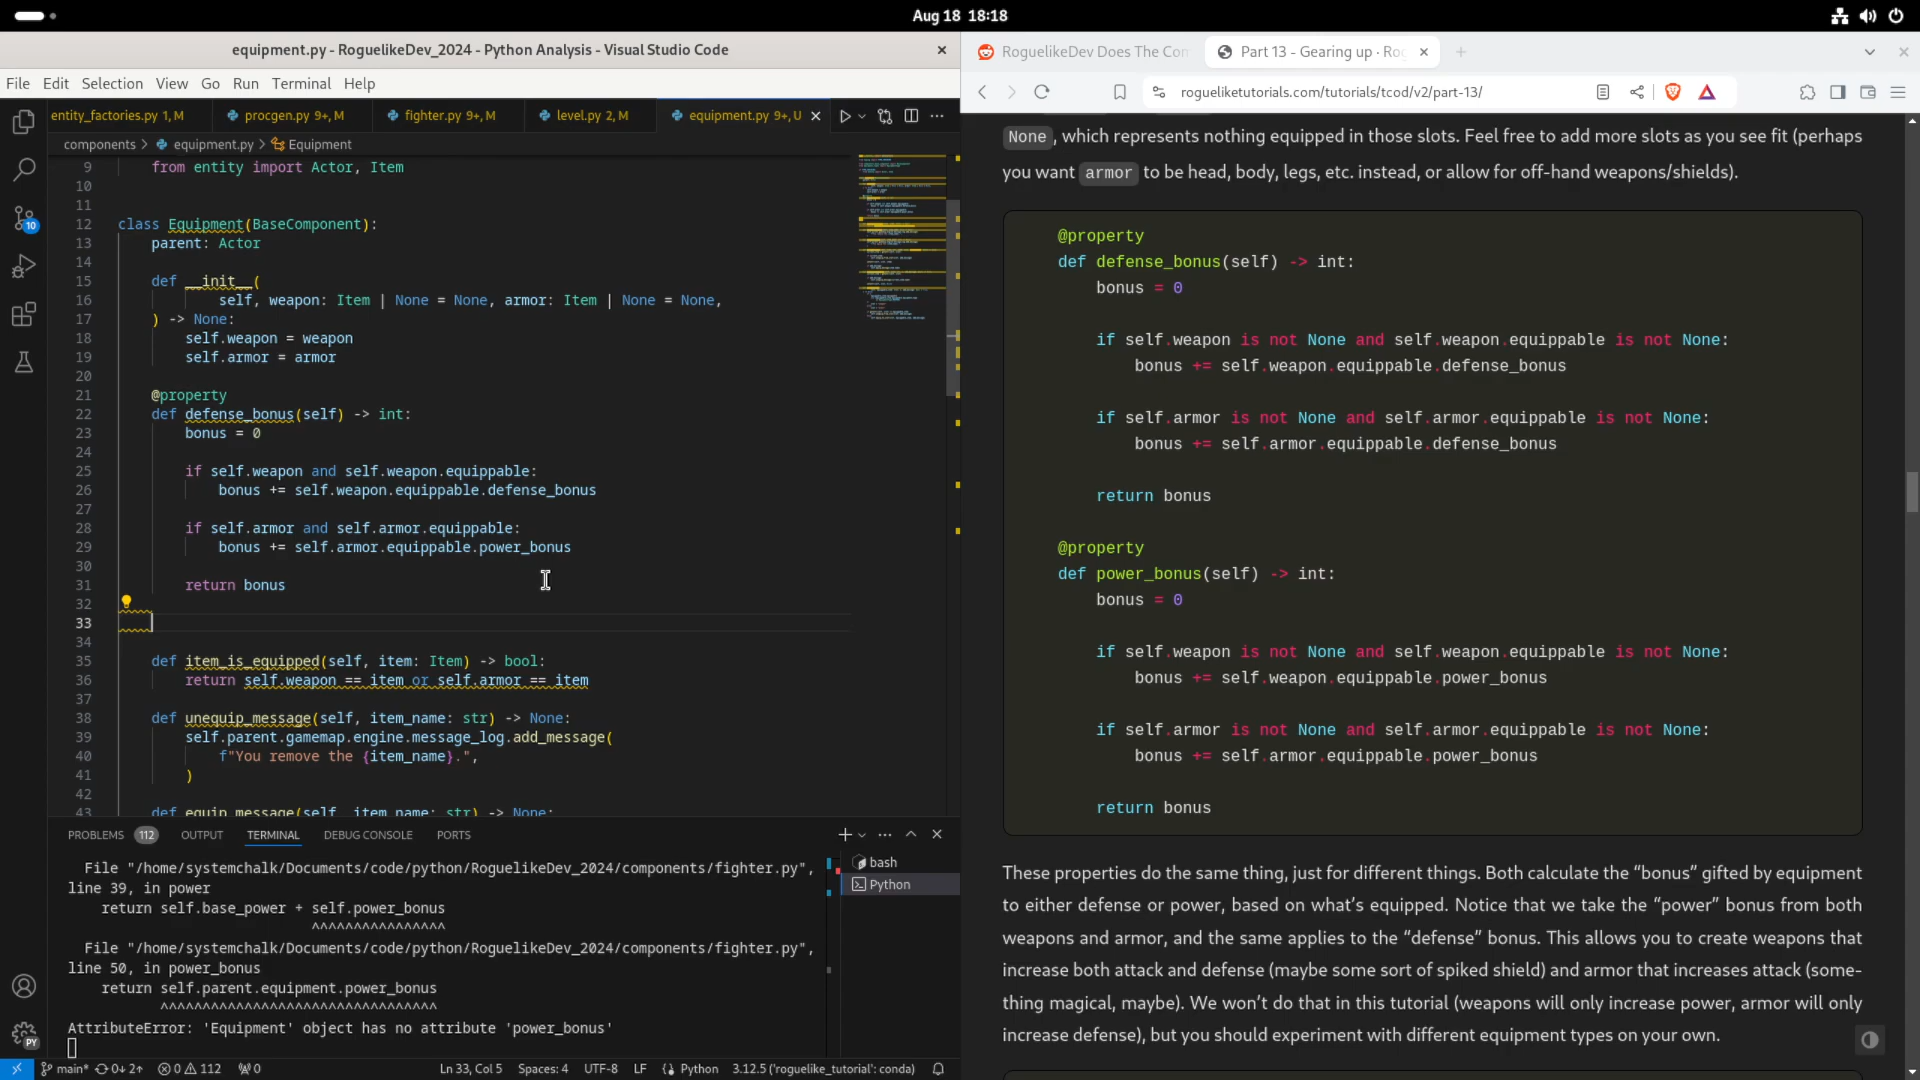 Aug 18 18:18
equipment.py - RoguelikeDev_2024 - Python Analysis - Visual Studio Code
File Edit Selection View Go Run Terminal Help
entity_factories.py 1, M
procgen.py 9+, M
fighter.py 9+, M
level.py 2, M
equipment.py 9+, U
components > equipment.py > Equipment
9 from entity import Actor, Item
10
11
12 class Equipment(BaseComponent):
13 parent: Actor
14
15 def __init__(
16 self, weapon: Item | None = None, armor: Item | None = None,
17 ) -> None:
18 self.weapon = weapon
19 self.armor = armor
20
21 @property
22 def defense_bonus(self) -> int:
23 bonus = 0
24
25 if self.weapon and self.weapon.equippable:
26 bonus += self.weapon.equippable.defense_bonus
27
28 if self.armor and self.armor.equippable:
29 bonus += self.armor.equippable.power_bonus
30
31 return bonus
32
33
34
35 def item_is_equipped(self, item: Item) -> bool:
36 return self.weapon == item or self.armor == item
37
38 def unequip_message(self, item_name: str) -> None:
39 self.parent.gamemap.engine.message_log.add_message(
40 f"You remove the {item_name}.",
41 )
42
43 def equip_message(self, item_name: str) -> None:
10
PROBLEMS 112 OUTPUT TERMINAL DEBUG CONSOLE PORTS
File "/home/systemchalk/Documents/code/python/RoguelikeDev_2024/components/fighter.py",
line 39, in power
return self.base_power + self.power_bonus
^^^^^^^^^^^^^^^^
File "/home/systemchalk/Documents/code/python/RoguelikeDev_2024/components/fighter.py",
line 50, in power_bonus
return self.parent.equipment.power_bonus
^^^^^^^^^^^^^^^^^^^^^^^^^^^^^^^^^
AttributeError: 'Equipment' object has no attribute 'power_bonus'
bash
Python
PY
main* 0↓ 2↑ 0 112 0 Ln 33, Col 5 Spaces: 4 UTF-8 LF Python 3.12.5 ('roguelike_tutorial': conda)
RoguelikeDev Does The Com
Part 13 - Gearing up · Rog
rogueliketutorials.com/tutorials/tcod/v2/part-13/
None , which represents nothing equipped in those slots. Feel free to add more slots as you see fit (perhaps
you want armor to be head, body, legs, etc. instead, or allow for off-hand weapons/shields).
@property
def defense_bonus(self) -> int:
bonus = 0
if self.weapon is not None and self.weapon.equippable is not None:
bonus += self.weapon.equippable.defense_bonus
if self.armor is not None and self.armor.equippable is not None:
bonus += self.armor.equippable.defense_bonus
return bonus
@property
def power_bonus(self) -> int:
bonus = 0
if self.weapon is not None and self.weapon.equippable is not None:
bonus += self.weapon.equippable.power_bonus
if self.armor is not None and self.armor.equippable is not None:
bonus += self.armor.equippable.power_bonus
return bonus
These properties do the same thing, just for different things. Both calculate the “bonus” gifted by equipment
to either defense or power, based on what’s equipped. Notice that we take the “power” bonus from both
weapons and armor, and the same applies to the “defense” bonus. This allows you to create weapons that
increase both attack and defense (maybe some sort of spiked shield) and armor that increases attack (some-
thing magical, maybe). We won’t do that in this tutorial (weapons will only increase power, armor will only
increase defense), but you should experiment with different equipment types on your own.